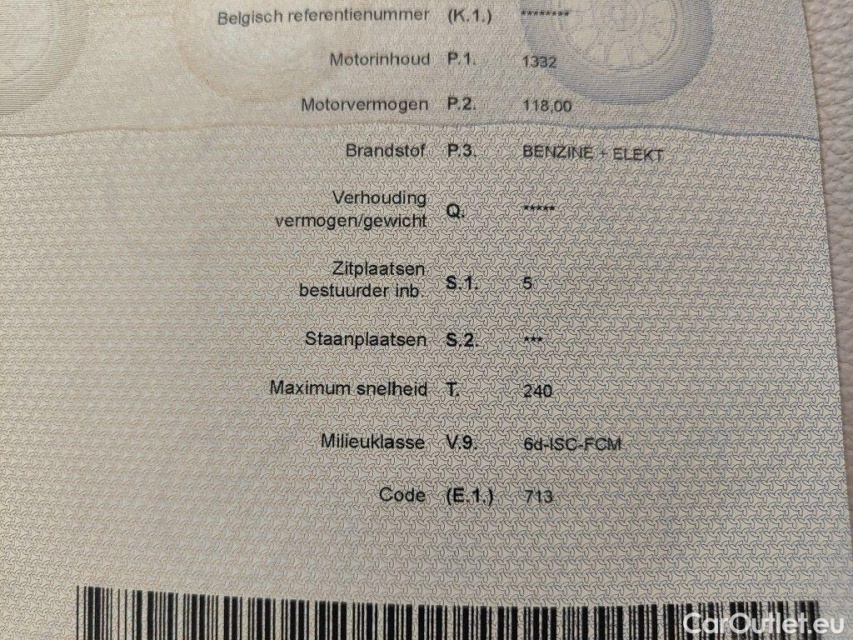 Belgisch referentienummer (K.1.) ********
Motorinhoud P.1. 1332
Motorvermogen P.2. 118,00
Brandstof P.3. BENZINE + ELEKT
Verhouding
vermogen/gewicht Q. *****
Zitplaatsen
bestuurder inb. S.1. 5
Staanplaatsen S.2. ***
Maximum snelheid T. 240
Milieuklasse V.9. 6d-ISC-FCM
Code (E.1.) 713
CarOutlet.eu